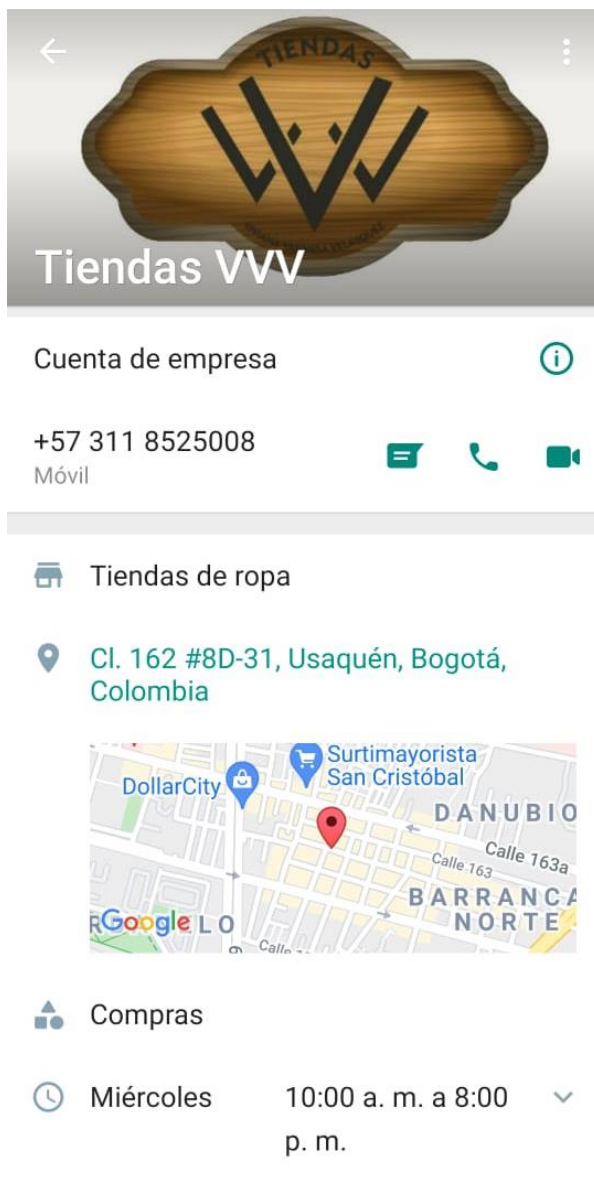 TIENDAS
Tiendas VVV
Cuenta de empresa
+57 311 8525008
Móvil
Tiendas de ropa
Cl. 162 #8D-31, Usaquén, Bogotá,
Colombia
Surtimayorista
San Cristóbal
DollarCity
DANUBIO
Calle 163a
Calle 163
BARRANCA
NORTE
Google
Compras
Miércoles 10:00 a. m. a 8:00
p. m.